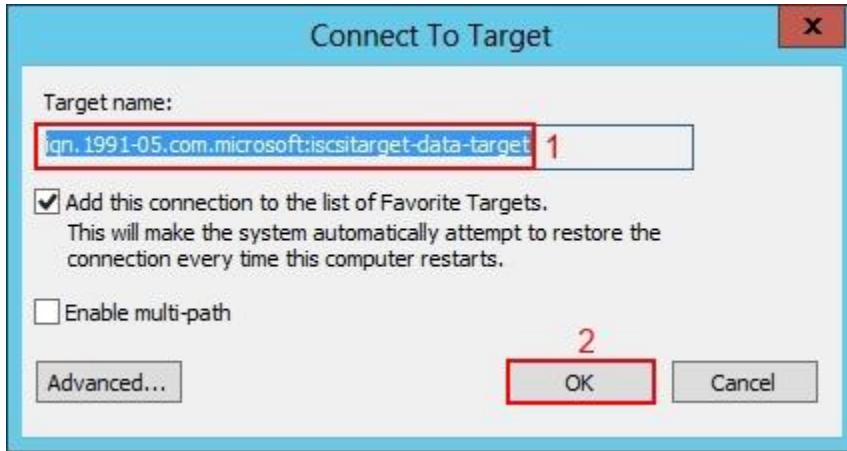 Connect To Target
x
Target name:
iqn.1991-05.com.microsoft:iscsitarget-data-target 1
Add this connection to the list of Favorite Targets.
This will make the system automatically attempt to restore the
connection every time this computer restarts.
Enable multi-path
2
Advanced... OK Cancel